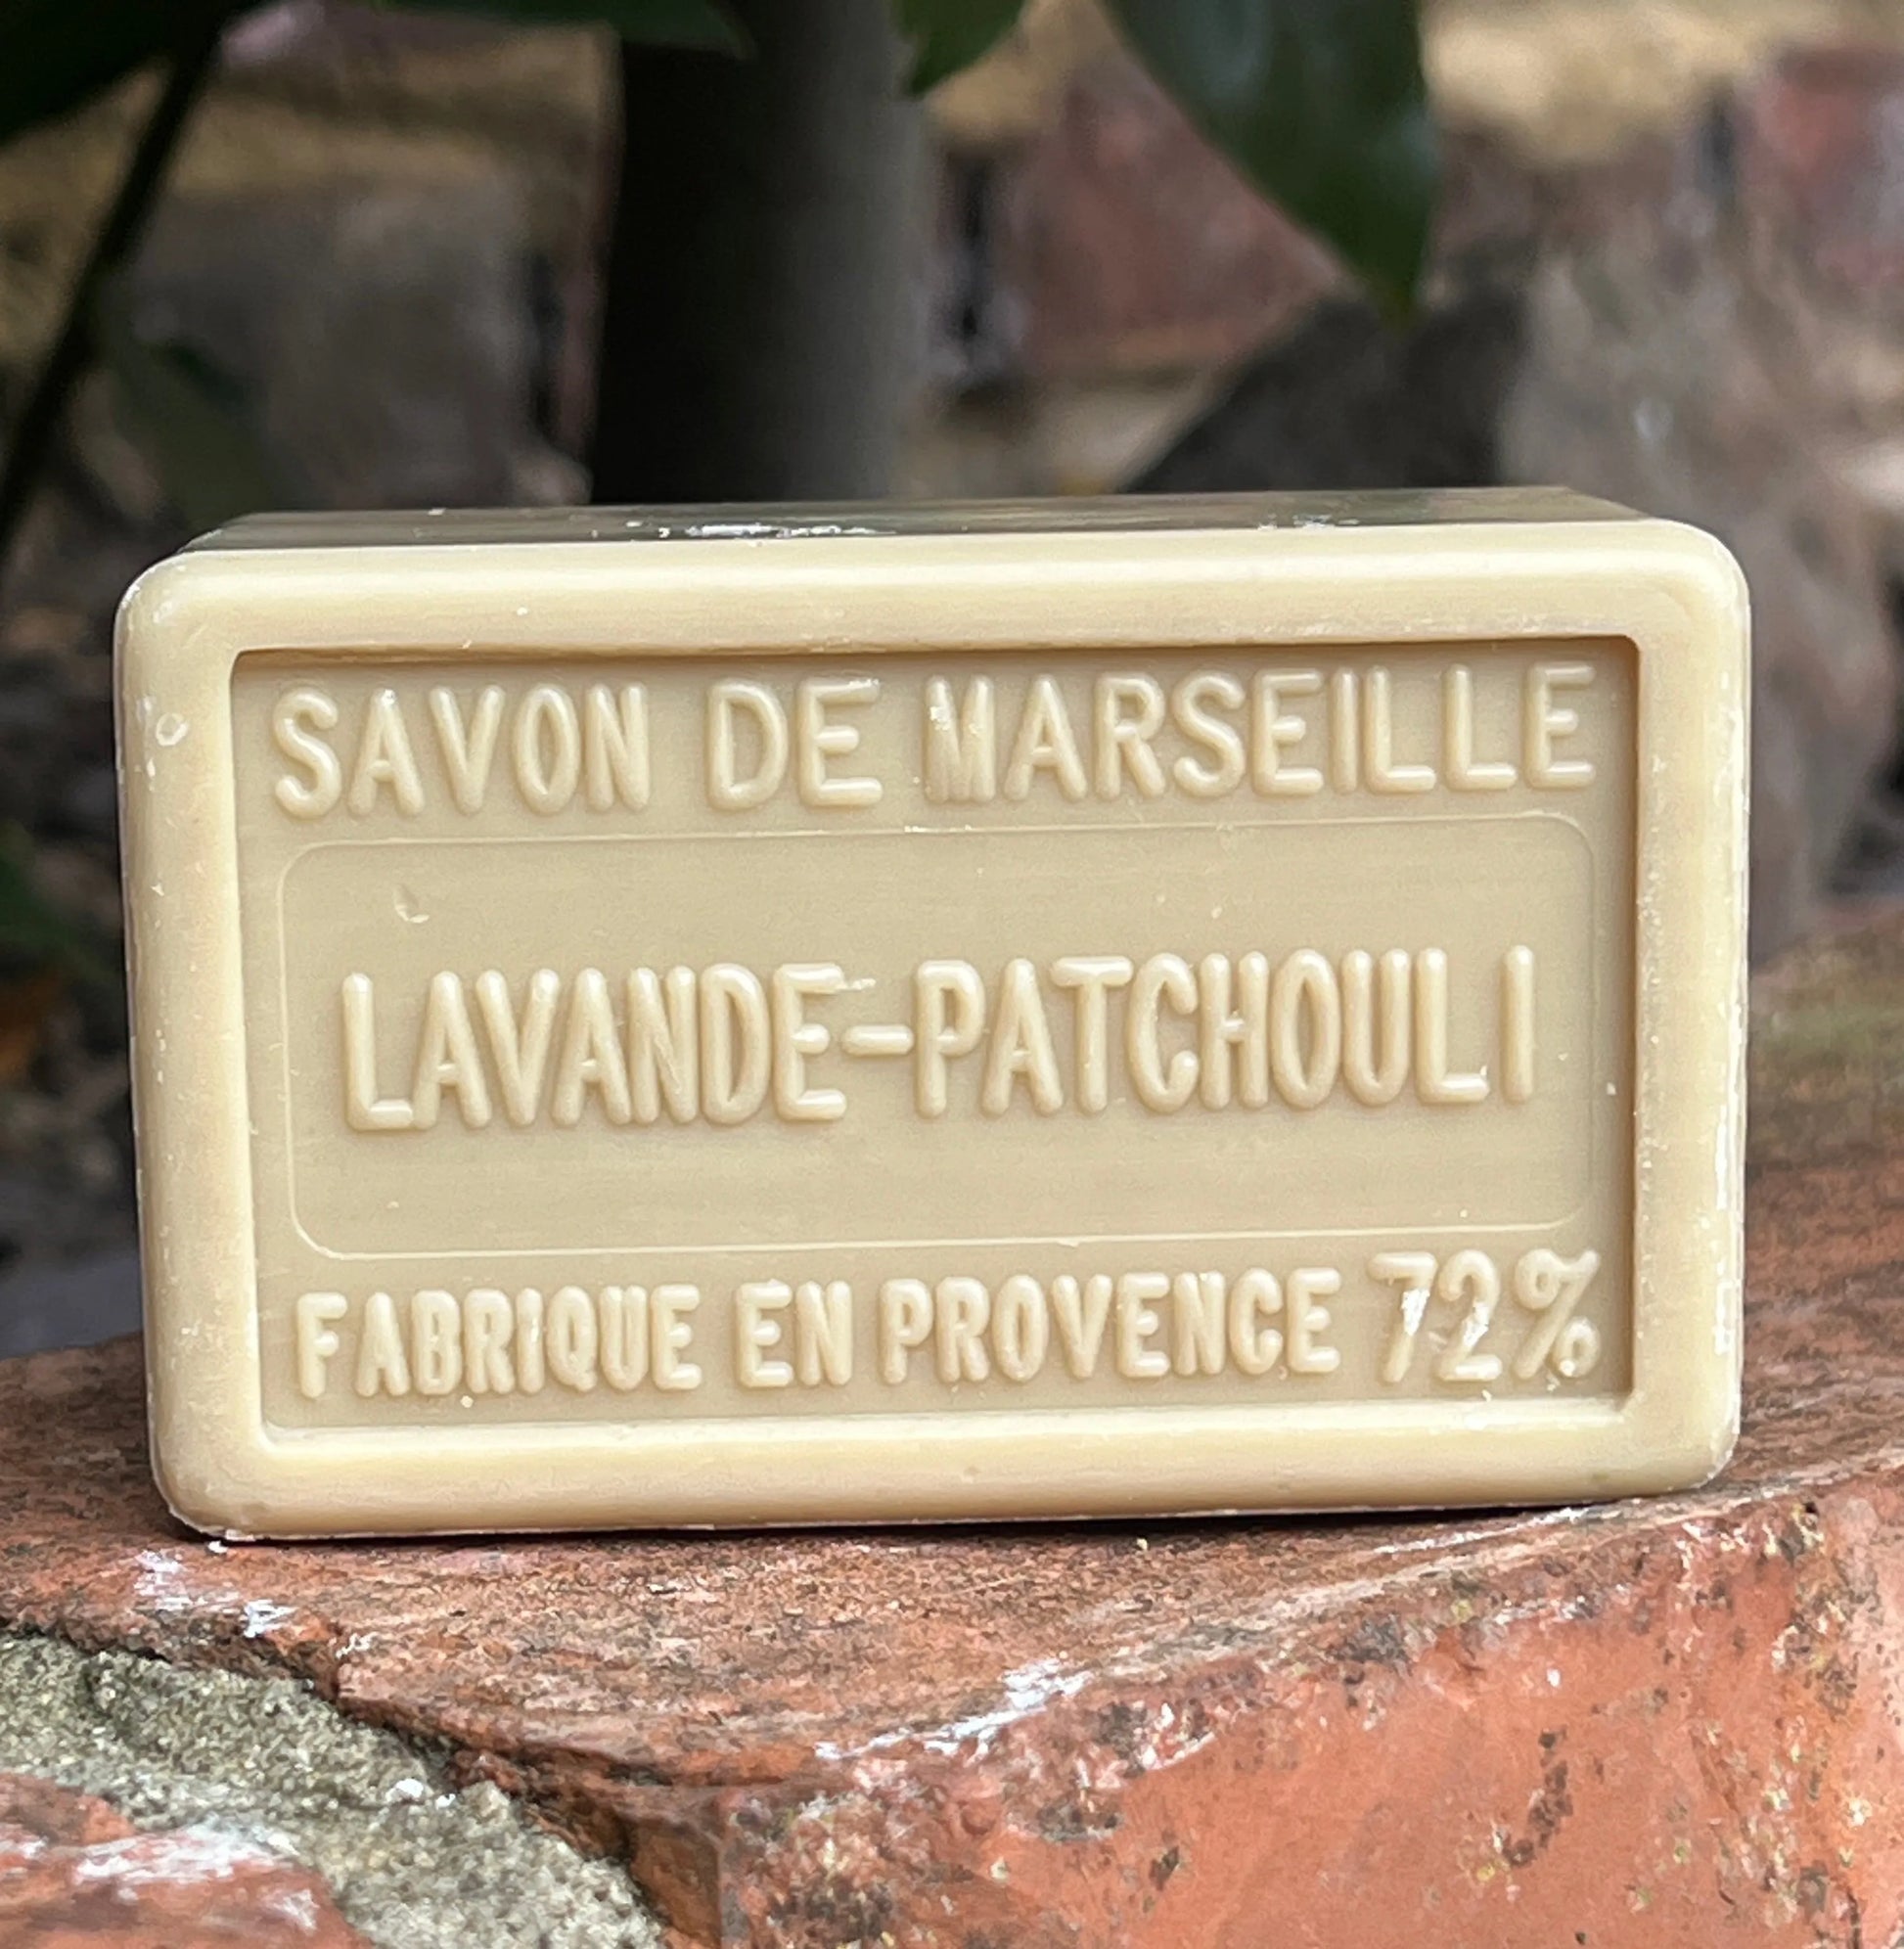 SAVON DE MARSEILLE
LAVANDE-PATCHOULI
FABRIQUE EN PROVENCE 72%